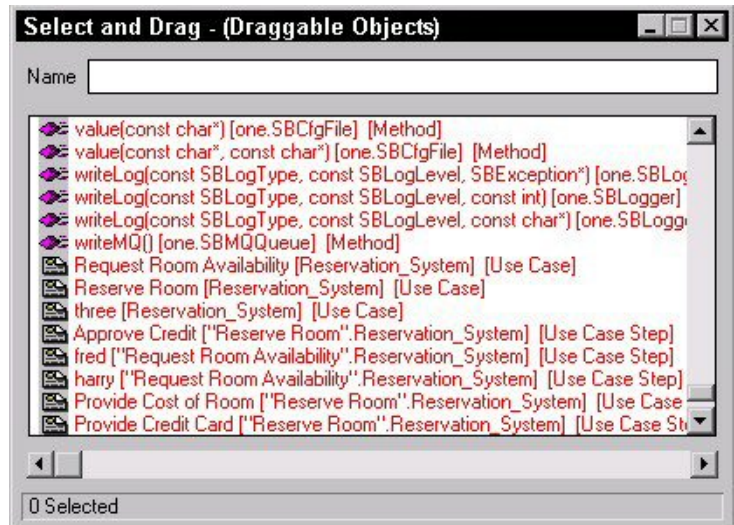 Select and Drag - (Draggable Objects)
Name
value(const char*) [one.SBCfgFile] [Method]
value(const char*, const char*) [one.SBCfgFile] [Method]
writeLog(const SBLogType, const SBLogLevel, SBException*) [one.SBLog
writeLog(const SBLogType, const SBLogLevel, const int) [one.SBLogger]
writeLog(const SBLogType, const SBLogLevel, const char*) [one.SBLogge
writeMQ() [one.SBMQQueue] [Method]
Request Room Availability [Reservation_System] [Use Case]
Reserve Room [Reservation_System] [Use Case]
three [Reservation_System] [Use Case]
Approve Credit ["Reserve Room".Reservation_System] [Use Case Step]
fred ["Request Room Availability".Reservation_System] [Use Case Step]
harry ["Request Room Availability".Reservation_System] [Use Case Step]
Provide Cost of Room ["Reserve Room".Reservation_System] [Use Case
Provide Credit Card ["Reserve Room".Reservation_System] [Use Case Ste
0 Selected